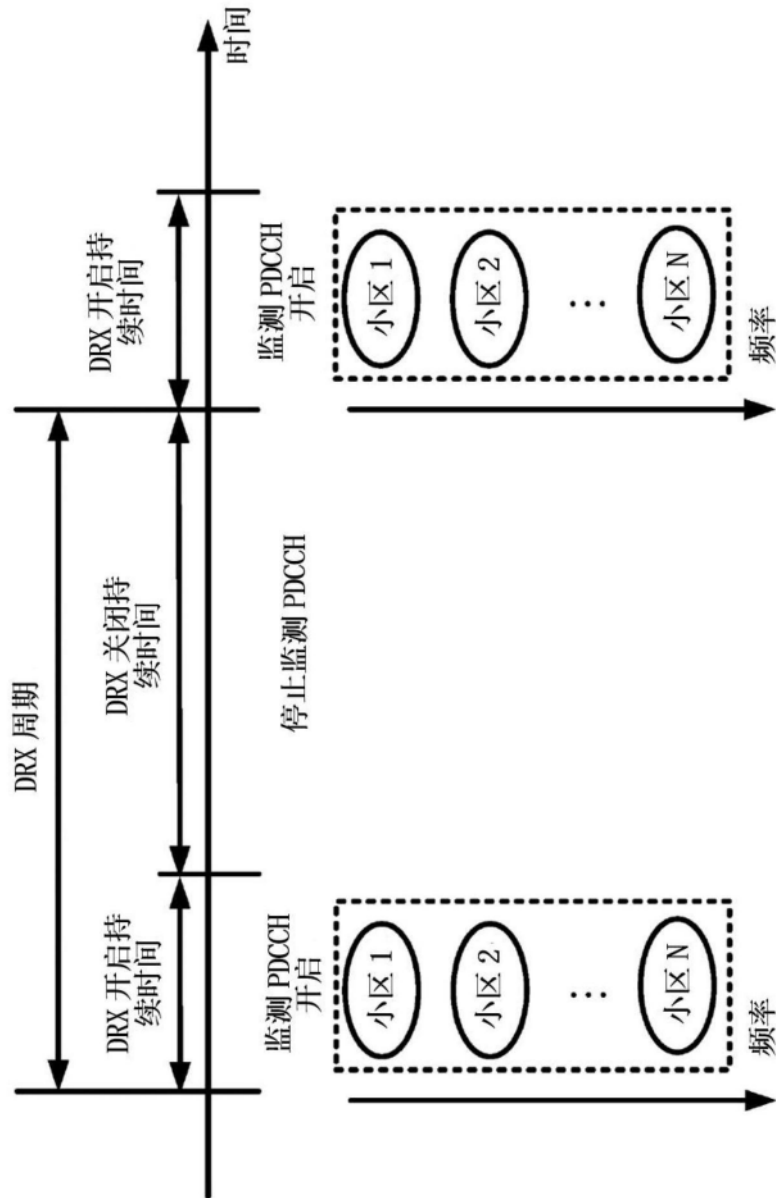 DRX 周期
DRX 开启持
续时间
DRX 关闭持
续时间
DRX 开启持
续时间
时间
监测 PDCCH
开启
停止监测 PDCCH
监测 PDCCH
开启
小区 1
小区 2
...
小区 N
频率
小区 1
小区 2
...
小区 N
频率